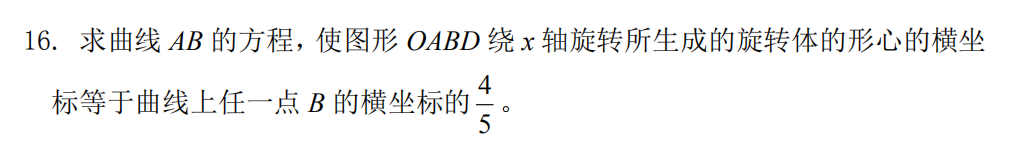 16. 求曲线 AB 的方程，使图形 OABD 绕 x 轴旋转所生成的旋转体的形心的横坐
标等于曲线上任一点 B 的横坐标的 4/5 。